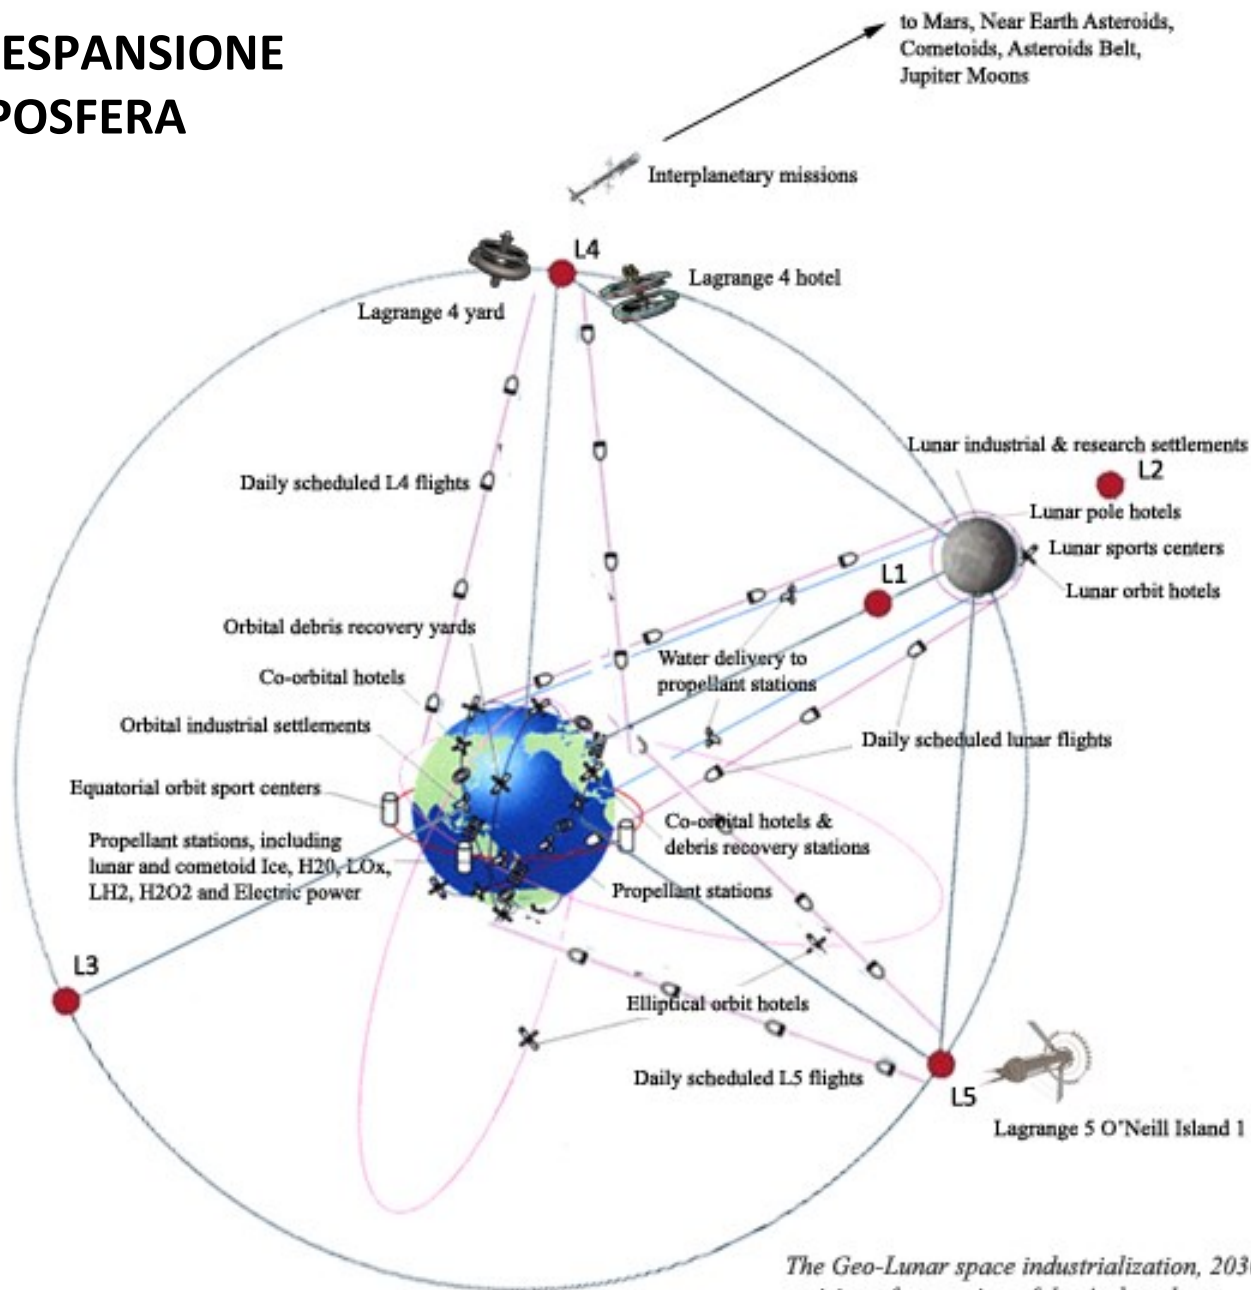 ESPANSIONE
POSFERA
to Mars, Near Earth Asteroids,
Cometoids, Asteroids Belt,
Jupiter Moons
Interplanetary missions
L4
Lagrange 4 hotel
Lagrange 4 yard
Lunar industrial & research settlements
L2
Daily scheduled L4 flights
Lunar pole hotels
Lunar sports centers
L1
Lunar orbit hotels
Orbital debris recovery yards
Water delivery to
propellant stations
Co-orbital hotels
Orbital industrial settlements
Daily scheduled lunar flights
Equatorial orbit sport centers
Co-orbital hotels &
debris recovery stations
Propellant stations, including
lunar and cometoid Ice, H20, LOx,
LH2, H2O2 and Electric power
Propellant stations
L3
Elliptical orbit hotels
Daily scheduled L5 flights
L5
Lagrange 5 O'Neill Island 1
The Geo-Lunar space industrialization,